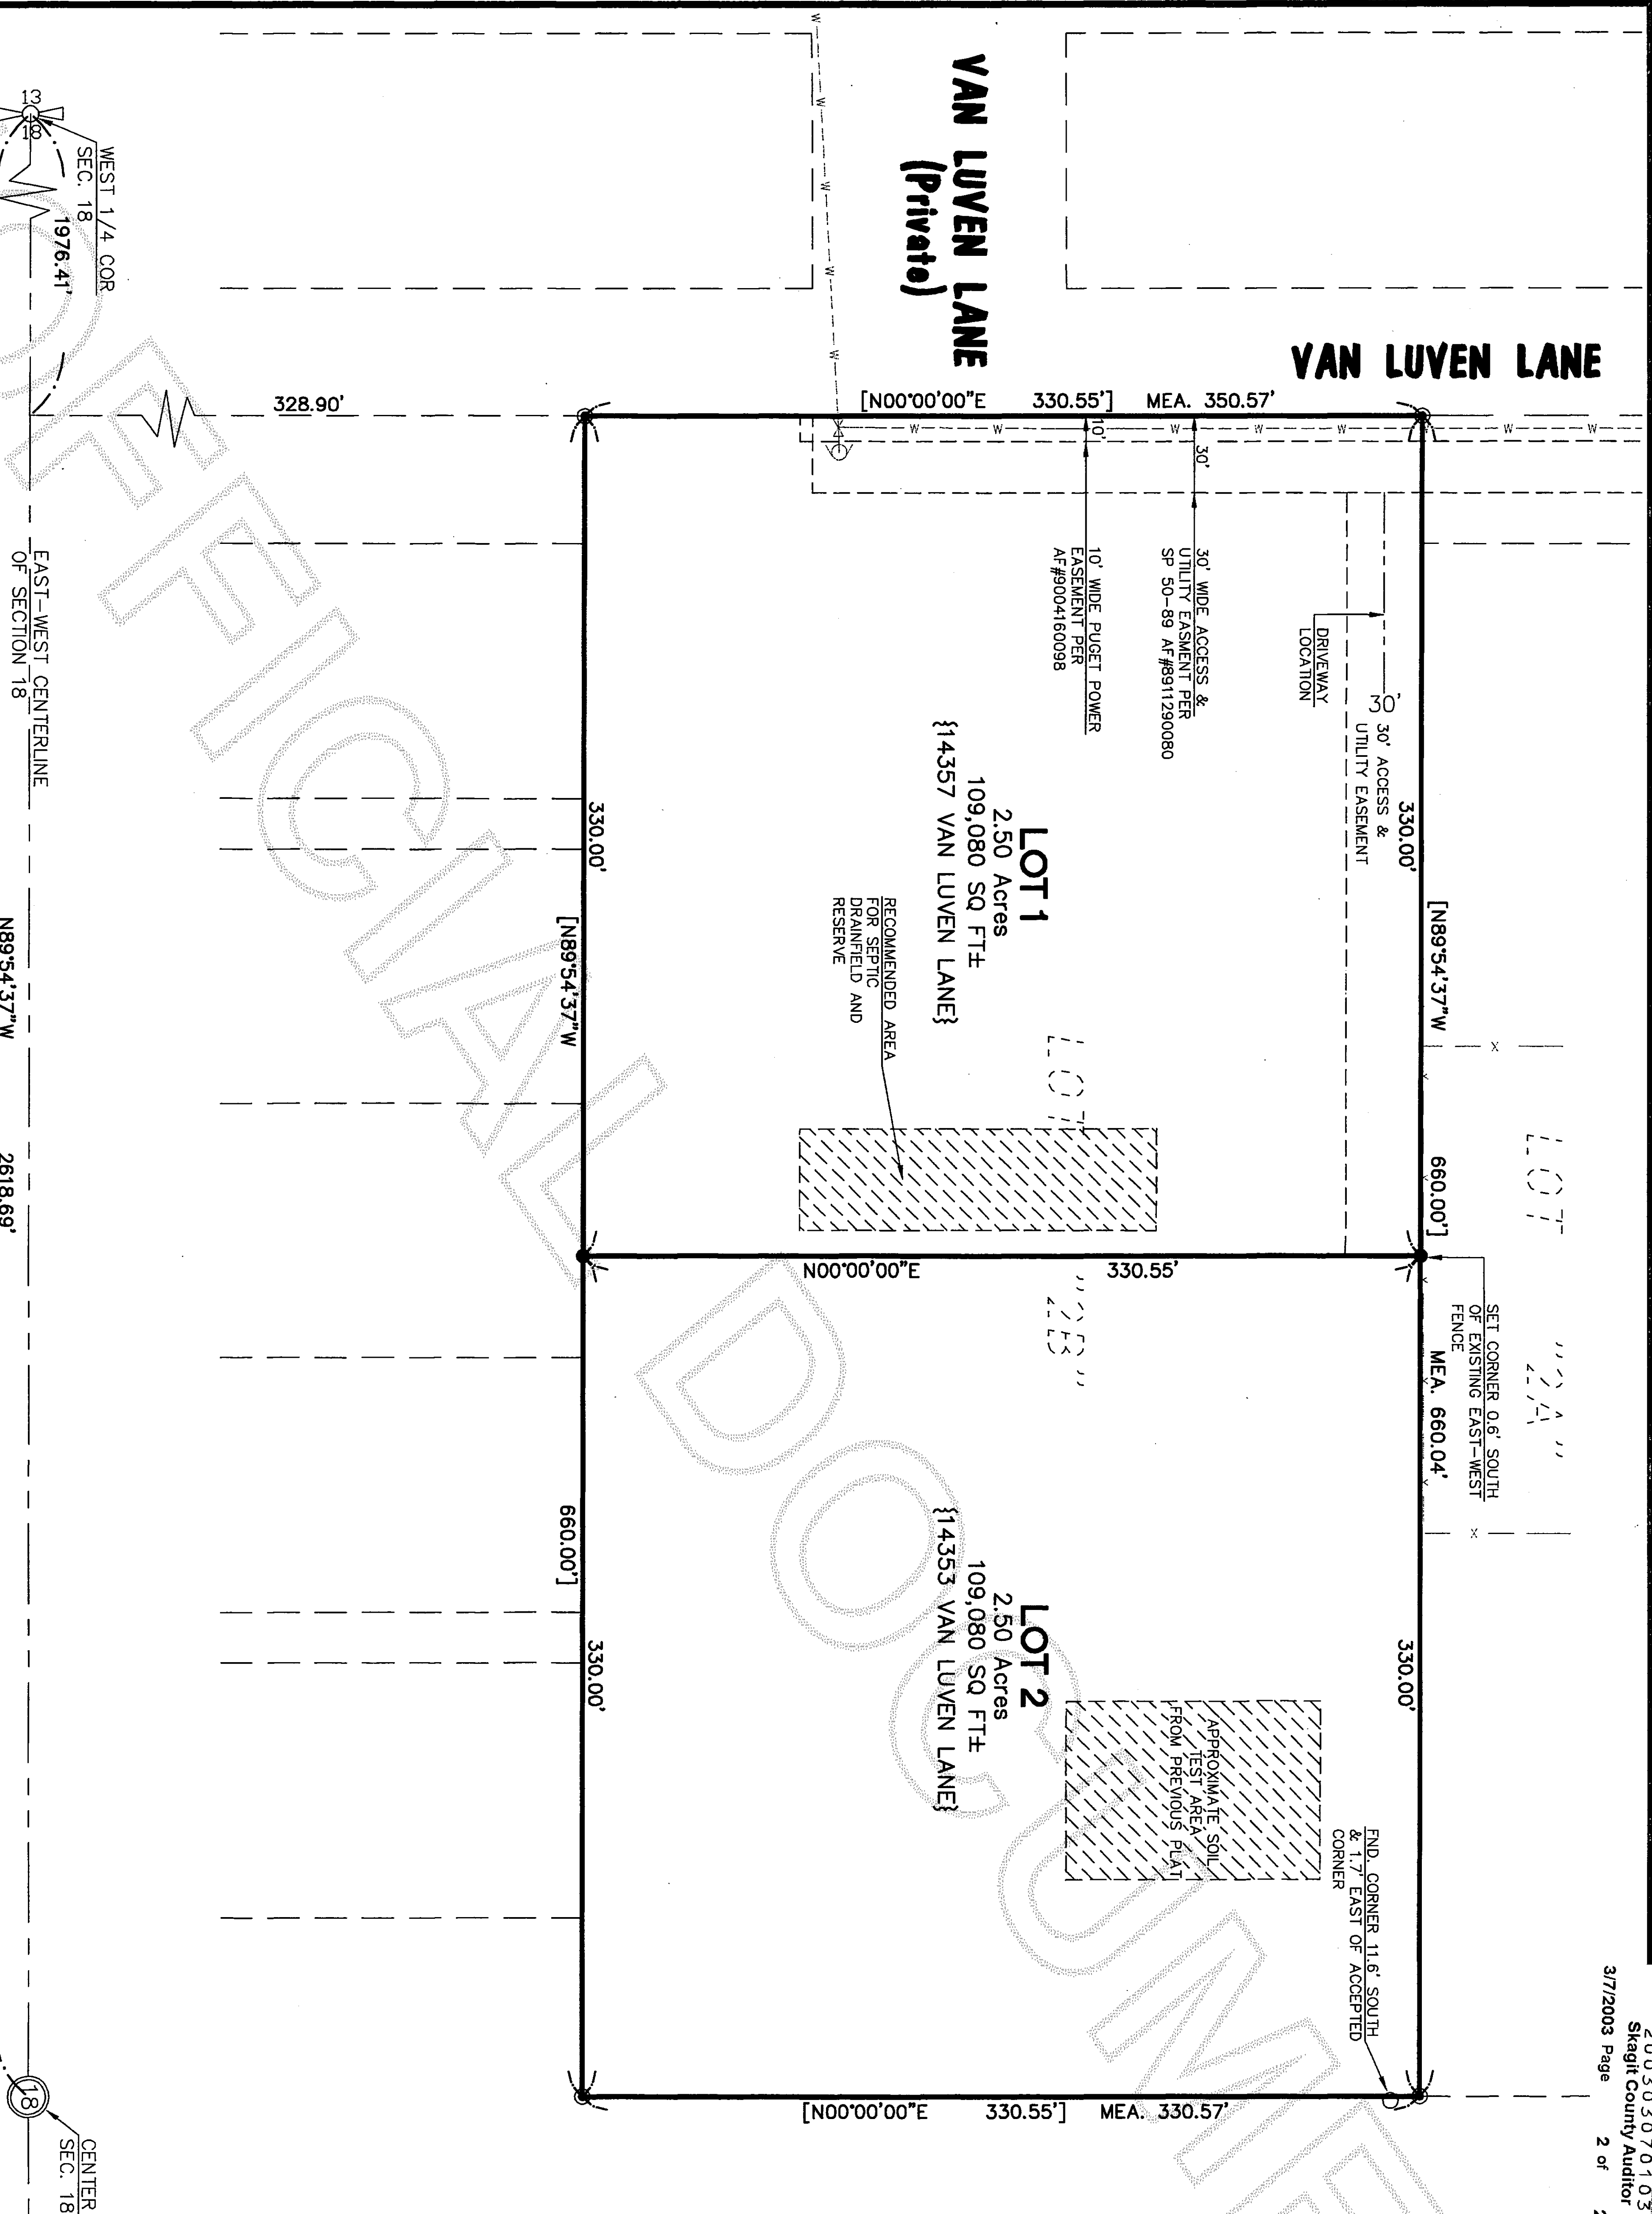 Skagit County Auditor
3/7/2003 Page 2 of
VAN LUVEN LANE
VAN LUVEN LANE
(Private)
13
18
WEST 1/4 COR
SEC. 18
1976.41'
328.90'
[N00°00'00"E 330.55'] MEA. 350.57'
10'
30'
30' WIDE ACCESS &
UTILITY EASMENT PER
SP 50-89 AF#8911290080
10' WIDE PUGET POWER
EASEMENT PER
AF#9004160098
DRIVEWAY
LOCATION
30'
30' ACCESS &
UTILITY EASEMENT
330.00'
[N89°54'37"W 660.00'] MEA. 660.04'
330.00'
LOT "2A"
SET CORNER 0.6' SOUTH
OF EXISTING EAST-WEST
FENCE
LOT 1
2.50 Acres
109,080 SQ FT±
{14357 VAN LUVEN LANE}
RECOMMENDED AREA
FOR SEPTIC
DRAINFIELD AND
RESERVE
LOT "2B"
N00°00'00"E 330.55'
LOT 2
2.50 Acres
109,080 SQ FT±
{14353 VAN LUVEN LANE}
APPROXIMATE SOIL
TEST AREA
FROM PREVIOUS PLAT
FND. CORNER 11.6' SOUTH
& 1.7' EAST OF ACCEPTED
CORNER
[N00°00'00"E 330.55'] MEA. 330.57'
330.00'
[N89°54'37"W 660.00']
330.00'
EAST-WEST CENTERLINE
OF SECTION 18
N89°54'37"W 2618.69'
18
CENTER
SEC. 18
OFFICIAL DOCUME